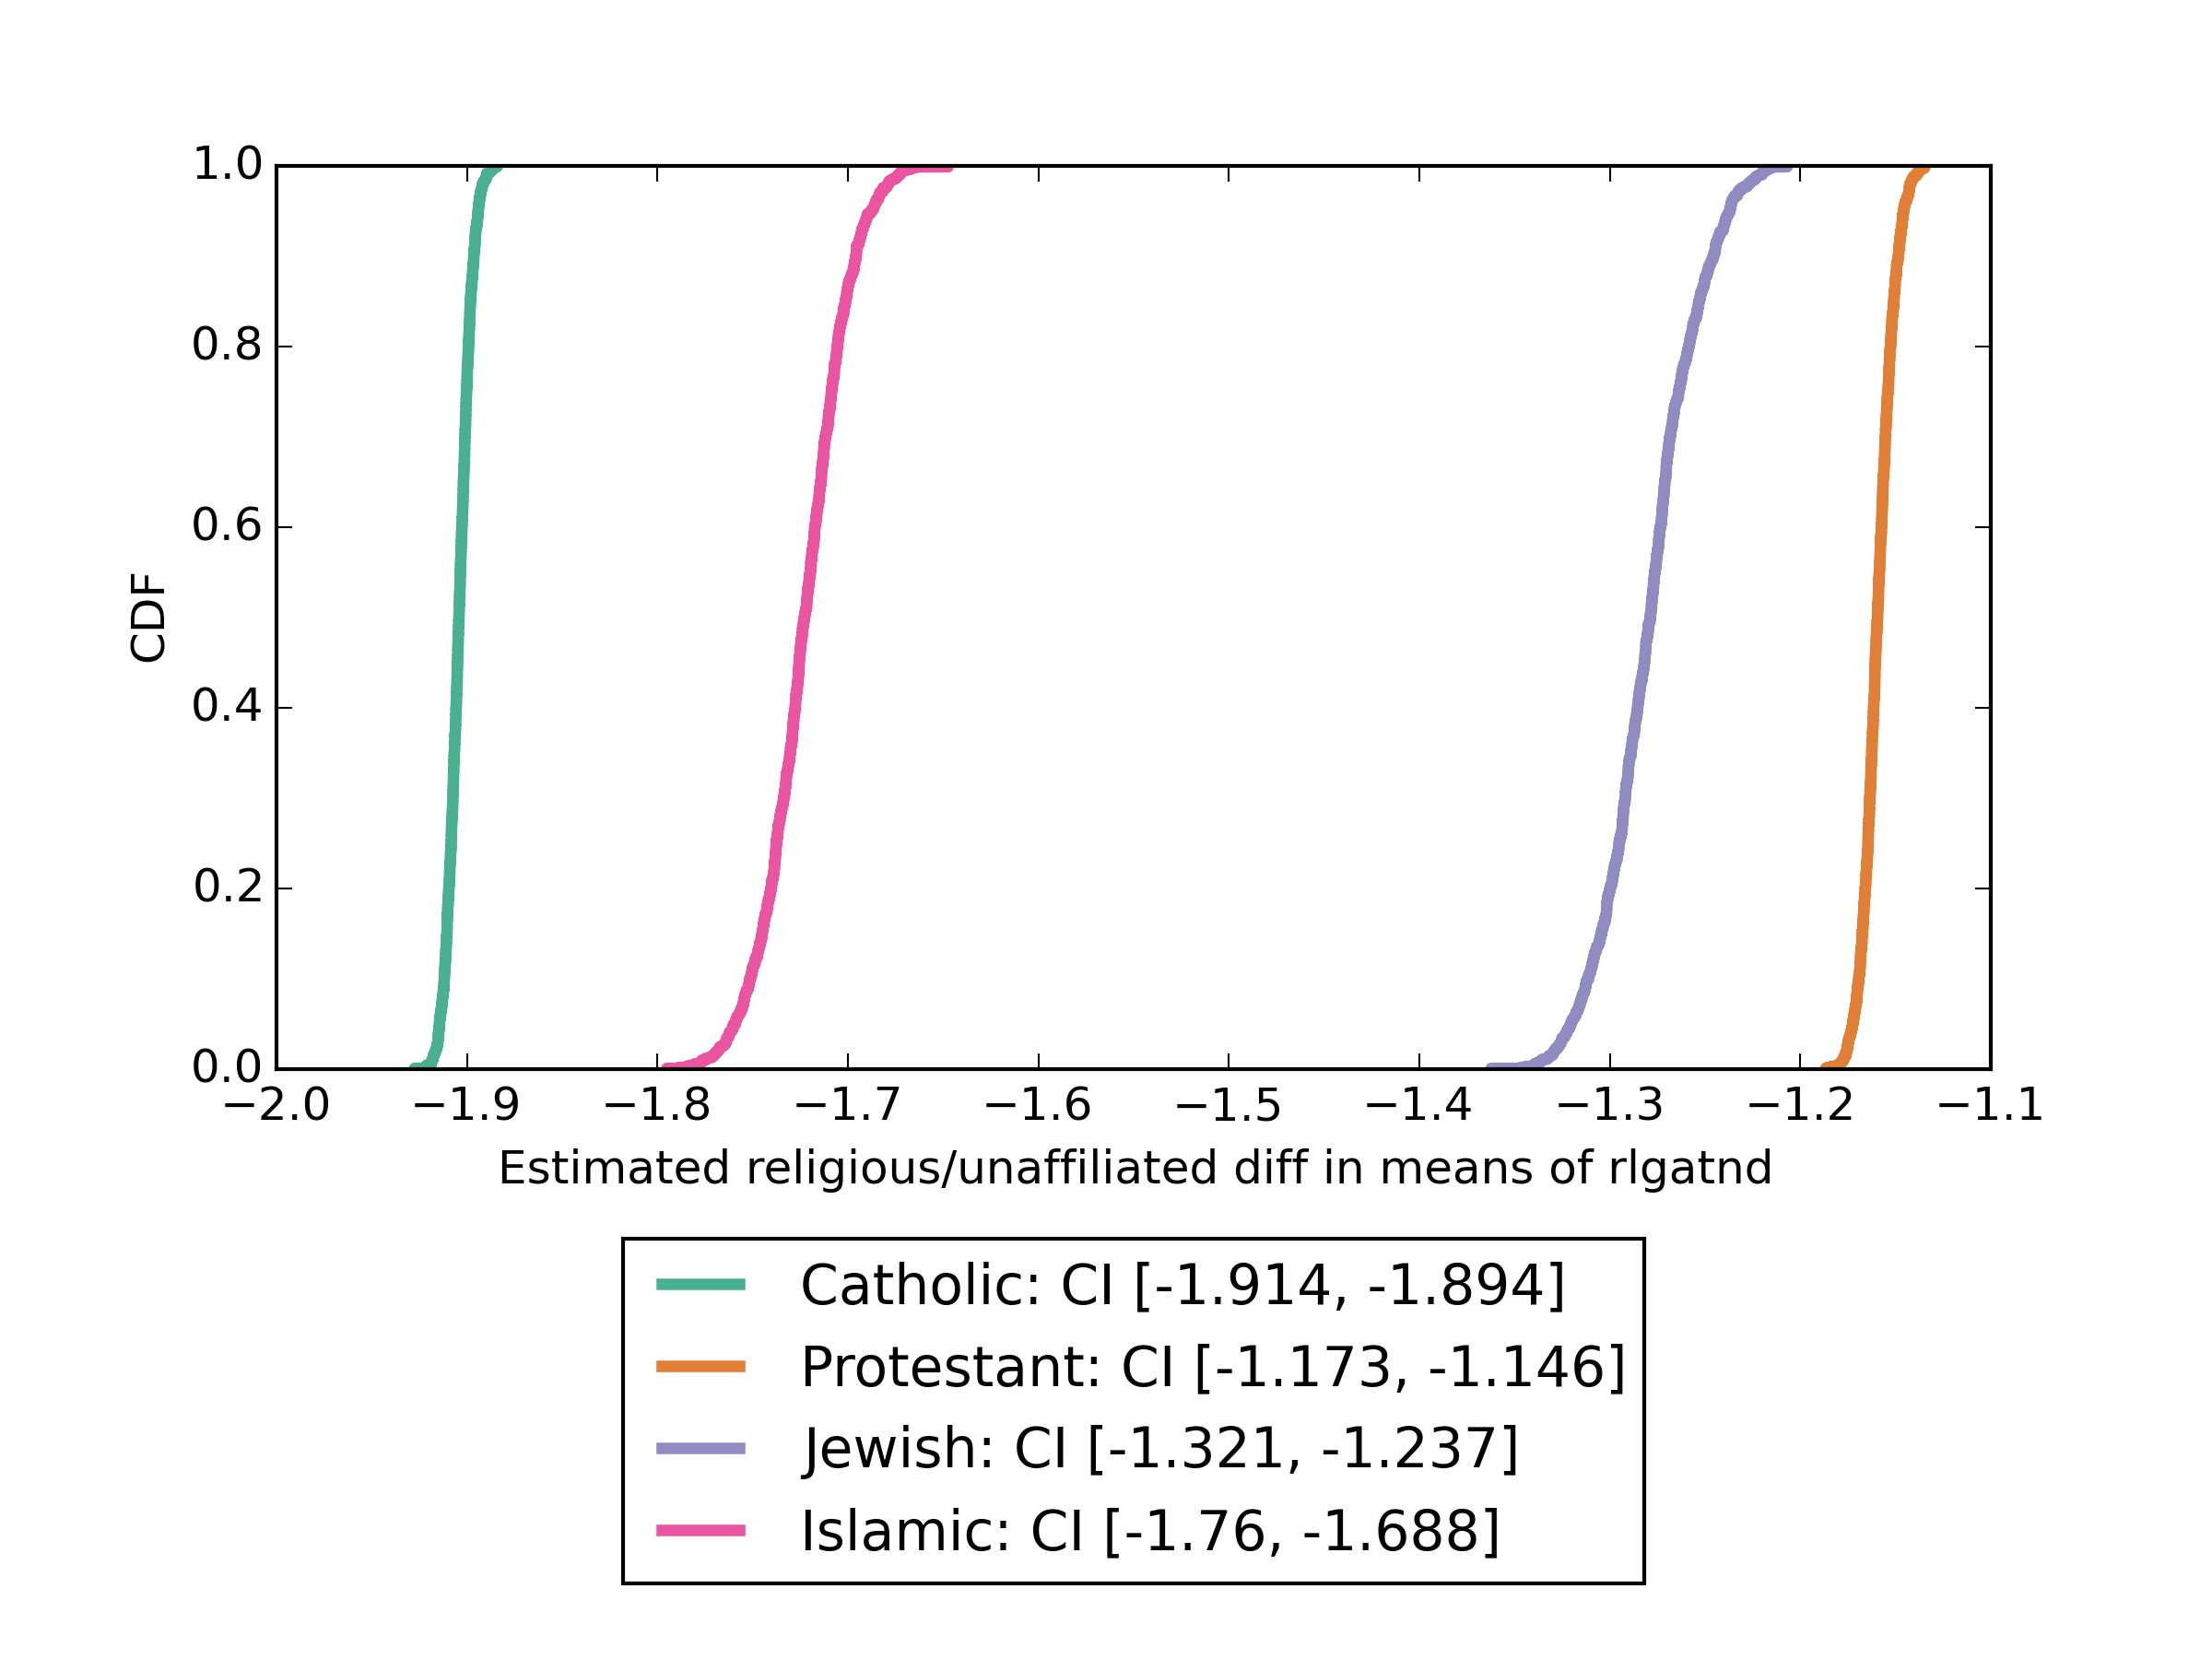 1.0
0.8
0.6
0.4
0.2
0.0
CDF
−2.0 −1.9 −1.8 −1.7 −1.6 −1.5 −1.4 −1.3 −1.2 −1.1
Estimated religious/unaffiliated diff in means of rlgatnd
Catholic: CI [-1.914, -1.894]
Protestant: CI [-1.173, -1.146]
Jewish: CI [-1.321, -1.237]
Islamic: CI [-1.76, -1.688]